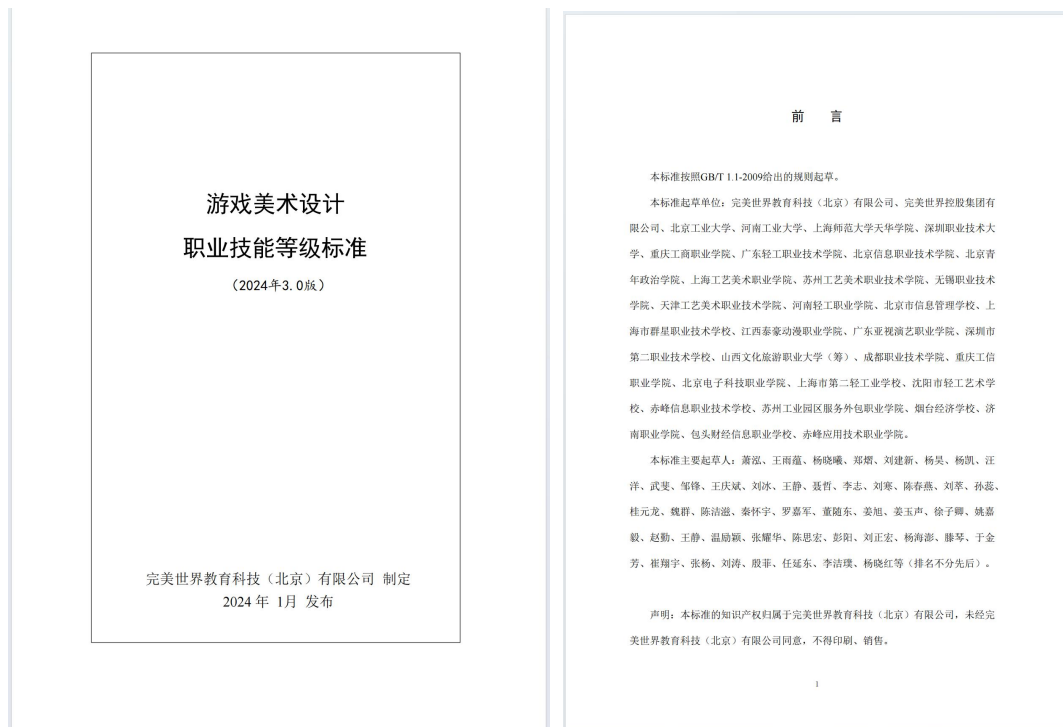 游戏美术设计
职业技能等级标准
（2024年3.0版）
完美世界教育科技（北京）有限公司 制定
2024 年 1月 发布
前 言
本标准按照GB/T 1.1-2009给出的规则起草。
本标准起草单位：完美世界教育科技（北京）有限公司、完美世界控股集团有
限公司、北京工业大学、河南工业大学、上海师范大学天华学院、深圳职业技术大
学、重庆工商职业学院、广东轻工职业技术学院、北京信息职业技术学院、北京青
年政治学院、上海工艺美术职业学院、苏州工艺美术职业技术学院、无锡职业技术
学院、天津工艺美术职业技术学院、河南轻工职业学院、北京市信息管理学校、上
海市群星职业技术学校、江西泰豪动漫职业学院、广东亚视演艺职业学院、深圳市
第二职业技术学校、山西文化旅游职业大学（筹）、成都职业技术学院、重庆工信
职业学院、北京电子科技职业学院、上海市第二轻工业学校、沈阳市轻工艺术学
校、赤峰信息职业技术学校、苏州工业园区服务外包职业学院、烟台经济学校、济
南职业学院、包头财经信息职业学校、赤峰应用技术职业学院。
本标准主要起草人：萧泓、王雨蕴、杨晓曦、郑熠、刘建新、杨昊、杨凯、汪
洋、武斐、邹锋、王庆斌、刘冰、王静、聂哲、李志、刘寒、陈春燕、刘萃、孙蕊、
桂元龙、魏群、陈洁滋、秦怀宇、罗嘉军、董随东、姜旭、姜玉声、徐子卿、姚嘉
毅、赵勤、王静、温励颖、张耀华、陈思宏、彭阳、刘正宏、杨海澎、滕琴、于金
芳、崔翔宇、张杨、刘涛、殷菲、任延东、李洁璞、杨晓红等（排名不分先后）。
声明：本标准的知识产权归属于完美世界教育科技（北京）有限公司，未经完
美世界教育科技（北京）有限公司同意，不得印刷、销售。
1